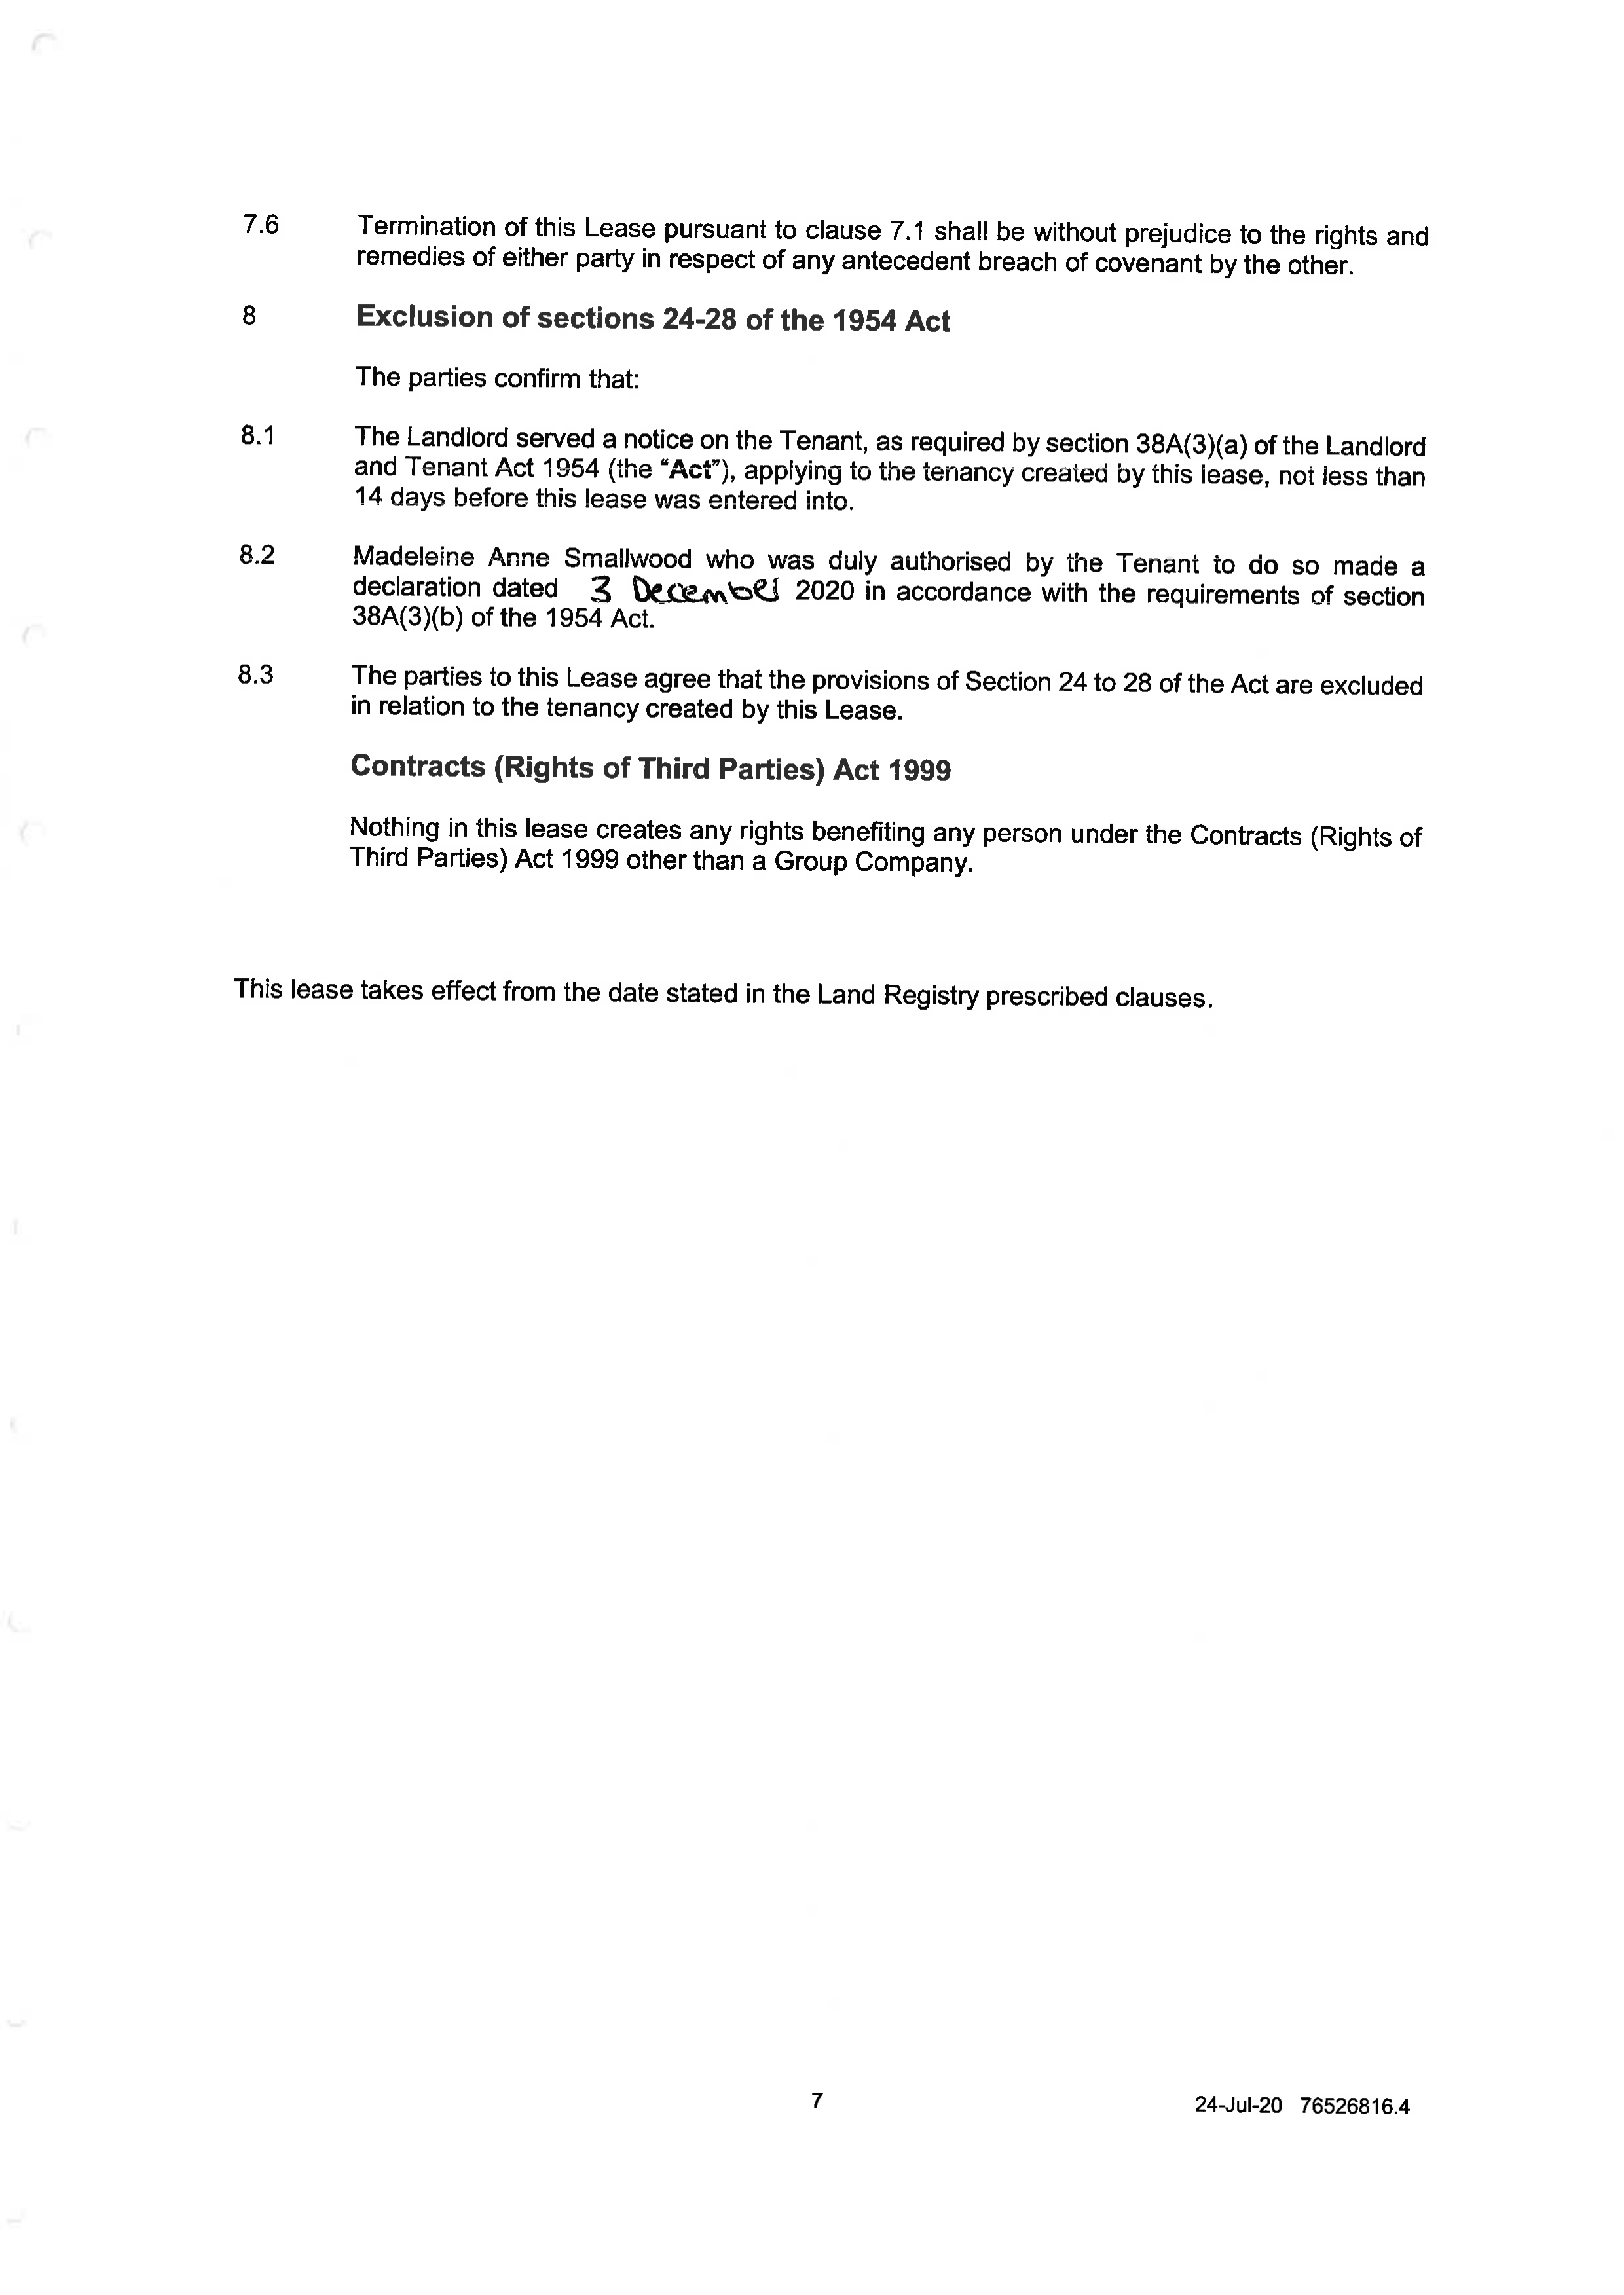 7.6 Termination of this Lease pursuant to clause 7.1 shall be without prejudice to the rights and
remedies of either party in respect of any antecedent breach of covenant by the other.
8 Exclusion of sections 24-28 of the 1954 Act
The parties confirm that:
8.1 The Landlord served a notice on the Tenant, as required by section 38A(3)(a) of the Landlord
and Tenant Act 1954 (the “Act”), applying to the tenancy created by this lease, not less than
14 days before this lease was entered into.
8.2 Madeleine Anne Smallwood who was duly authorised by the Tenant to do so made a
declaration dated 3 December 2020 in accordance with the requirements of section
38A(3)(b) of the 1954 Act.
8.3 The parties to this Lease agree that the provisions of Section 24 to 28 of the Act are excluded
in relation to the tenancy created by this Lease.
Contracts (Rights of Third Parties) Act 1999
Nothing in this lease creates any rights benefiting any person under the Contracts (Rights of
Third Parties) Act 1999 other than a Group Company.
This lease takes effect from the date stated in the Land Registry prescribed clauses.
7 24-Jul-20 76526816.4